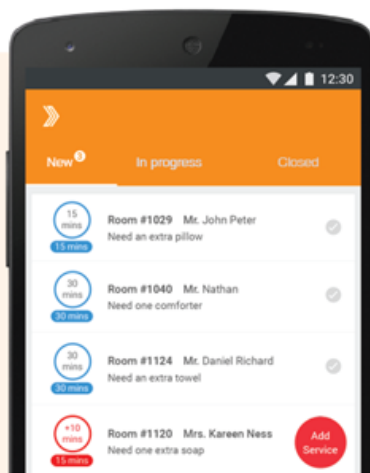 12:30
New 3
In progress
Closed
15 mins
15 mins
Room #1029 Mr. John Peter
Need an extra pillow
30 mins
30 mins
Room #1040 Mr. Nathan
Need one comforter
30 mins
30 mins
Room #1124 Mr. Daniel Richard
Need an extra towel
+10 mins
15 mins
Room #1120 Mrs. Kareen Ness
Need one extra soap
Add
Service